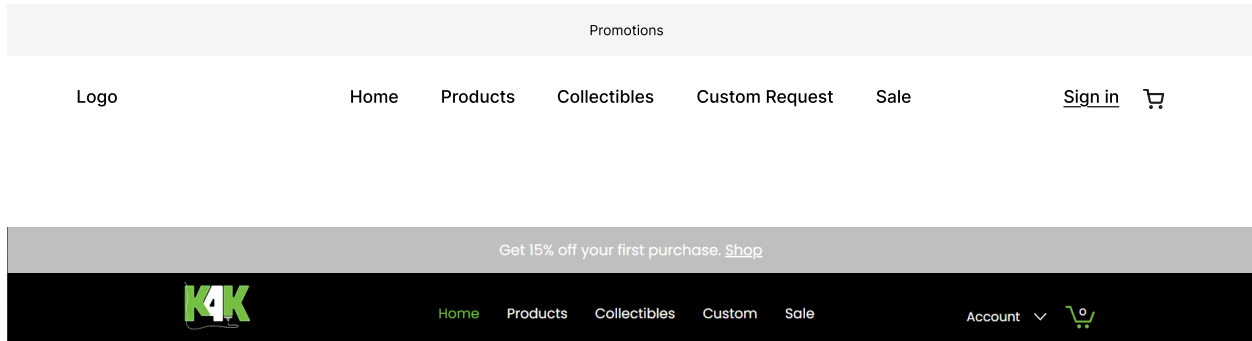 Promotions
Logo Home Products Collectibles Custom Request Sale Sign in
Get 15% off your first purchase. Shop
K4K Home Products Collectibles Custom Sale Account 0